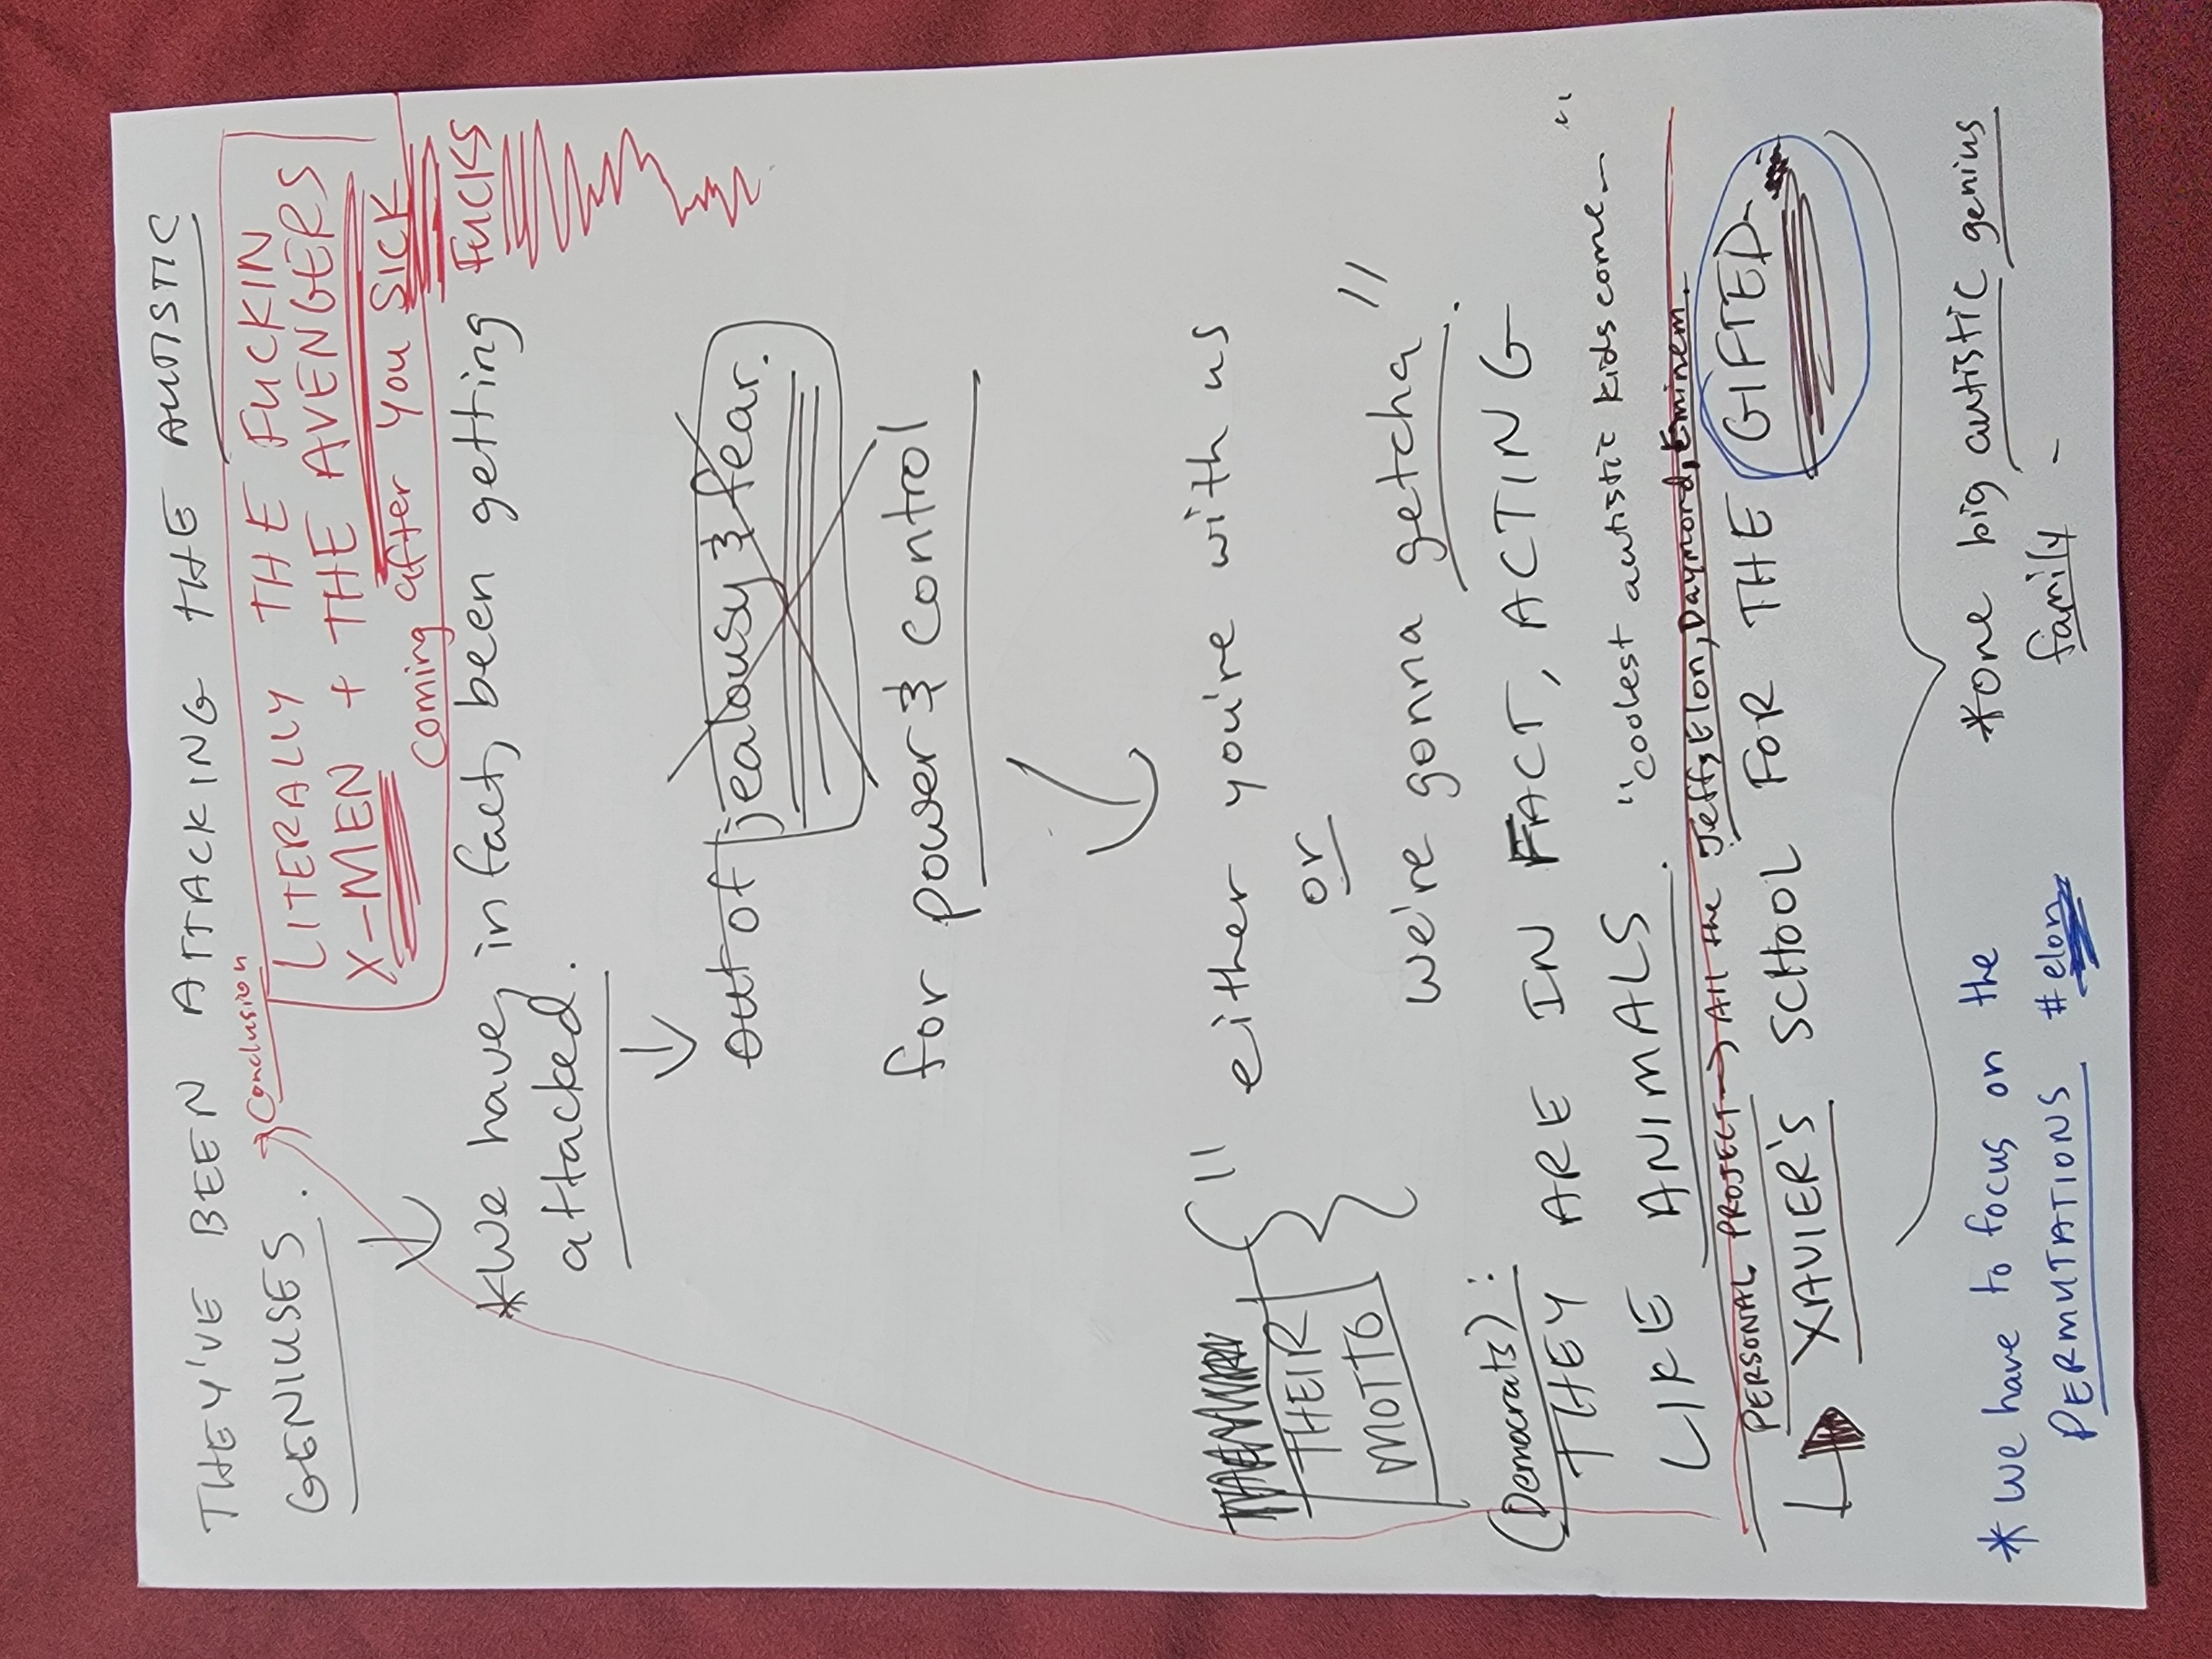 THEY'VE BEEN ATTACKING THE AUTISTIC
GENIUSES.
Conclusion
LITERALLY THE FUCKIN
X-MEN + THE AVENGERS
coming after you SICK
FUCKS
*We have, in fact, been getting
attacked.
out of jealousy & fear.
for power & control
THEIR
MOTTO
"either you're with us
or
we're gonna getcha".
(Democrats):
THEY ARE IN FACT, ACTING
LIKE ANIMALS.
"coolest autistic kids come—"
PERSONAL PROJECT → All the Jeffs, Elon, Daymond, Eminem.
XAVIER'S SCHOOL FOR THE GIFTED-
* We have to focus on the
PERMUTATIONS #elon
*one big autistic genius
family -